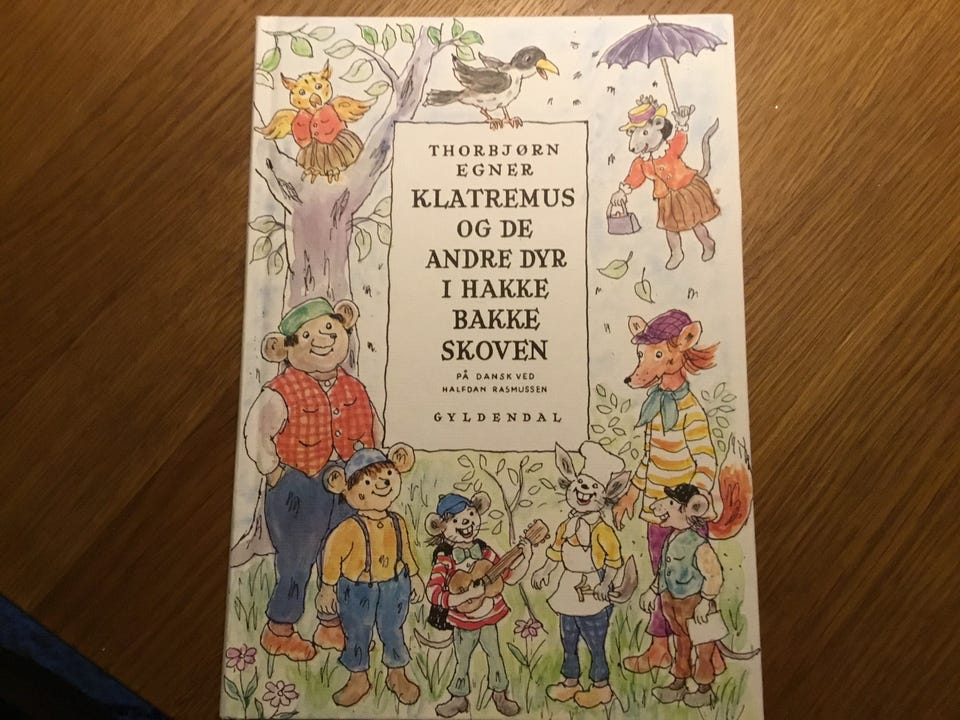 THORBJØRN
EGNER
KLATREMUS
OG DE
ANDRE DYR
I HAKKE
BAKKE
SKOVEN
PÅ DANSK VED
HALFDAN RASMUSSEN
GYLDENDAL